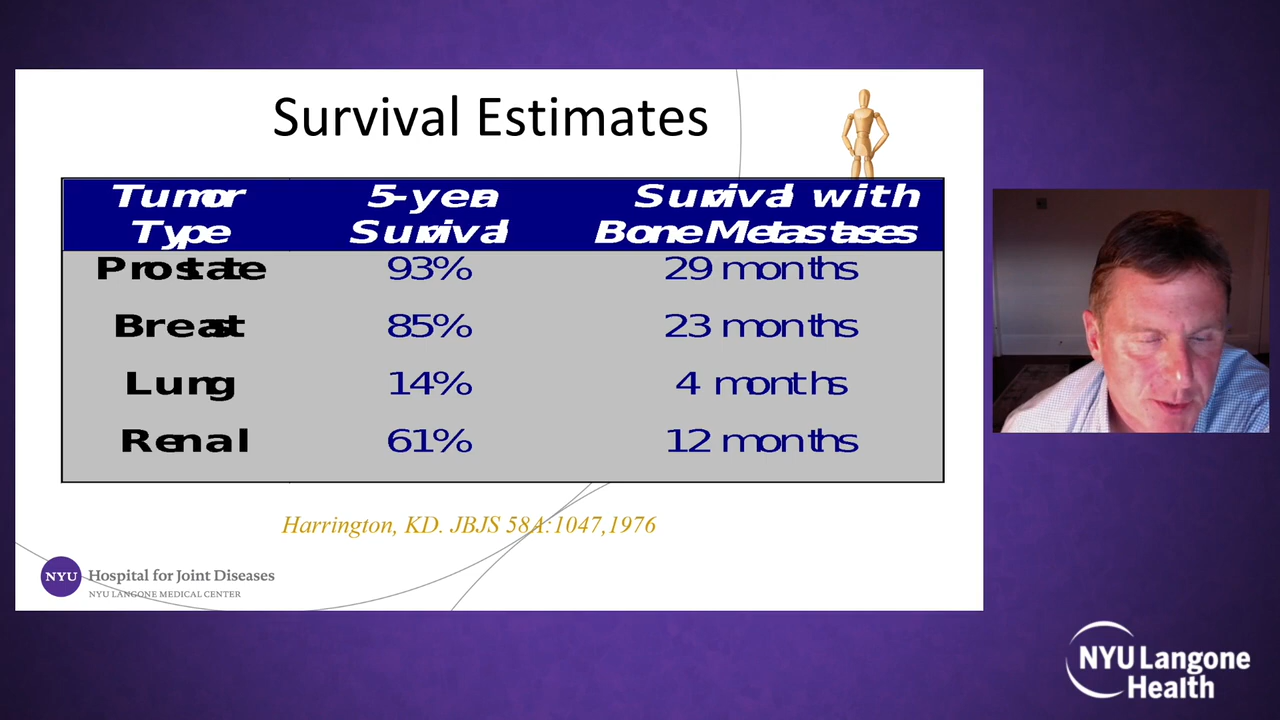 Survival Estimates
Tumor Type 5-year Survival Survival with Bone Metastases
Prostate 93% 29 months
Breast 85% 23 months
Lung 14% 4 months
Renal 61% 12 months
Harrington, KD. JBJS 58A:1047,1976
NYU Hospital for Joint Diseases
NYU LANGONE MEDICAL CENTER
NYU Langone
Health